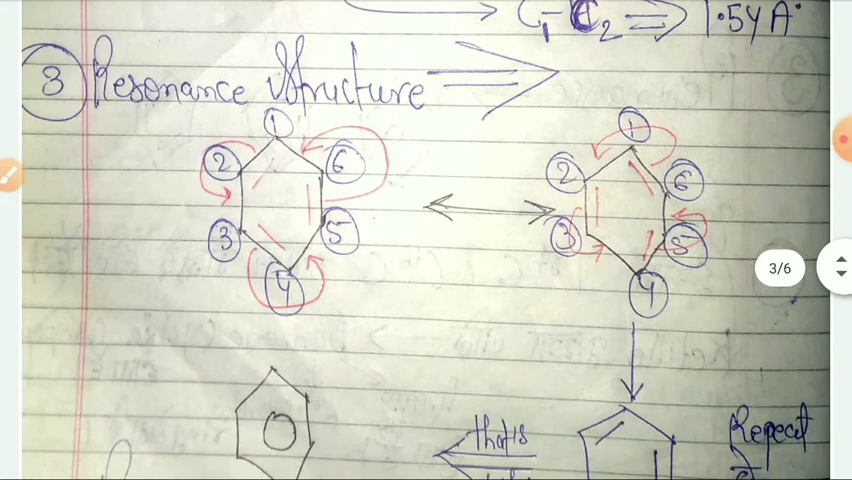 C₁-C₂ ⇒ 1.54 A°
3 Resonance Structure ⇒
1 2 3 4 5 6
1 2 3 4 5 6
that is
Repeat
3/6